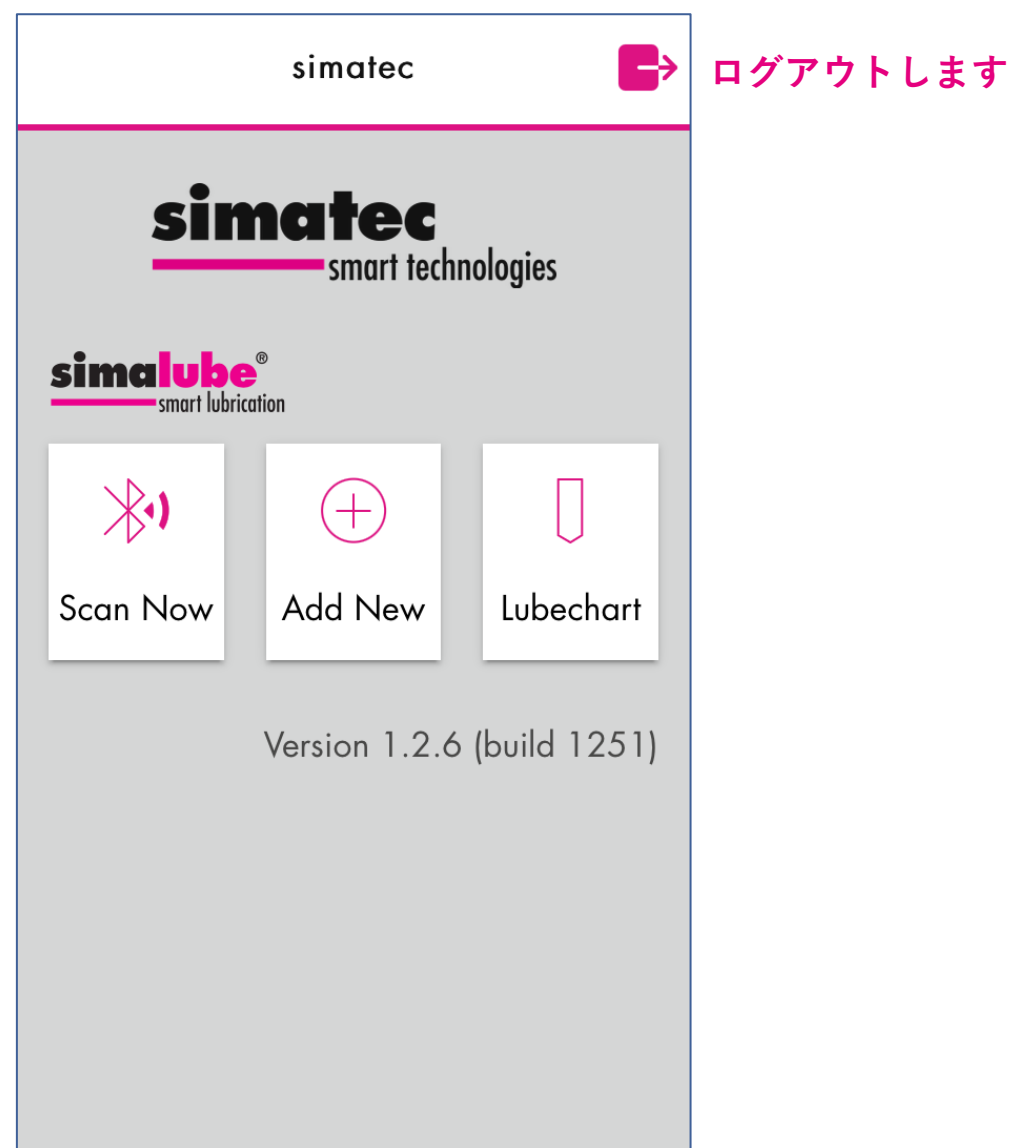 simatec
ログアウトします
simatec
smart technologies
simalube®
smart lubrication
Scan Now
Add New
Lubechart
Version 1.2.6 (build 1251)